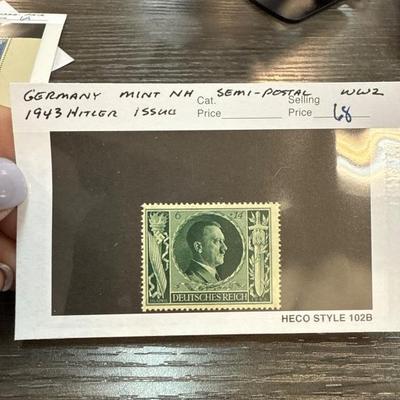 GERMANY MINT NH SEMI-POSTAL WW2
1943 HITLER ISSUE Cat. Price Selling Price 68
6 + 14
DEUTSCHES REICH
HECO STYLE 102B